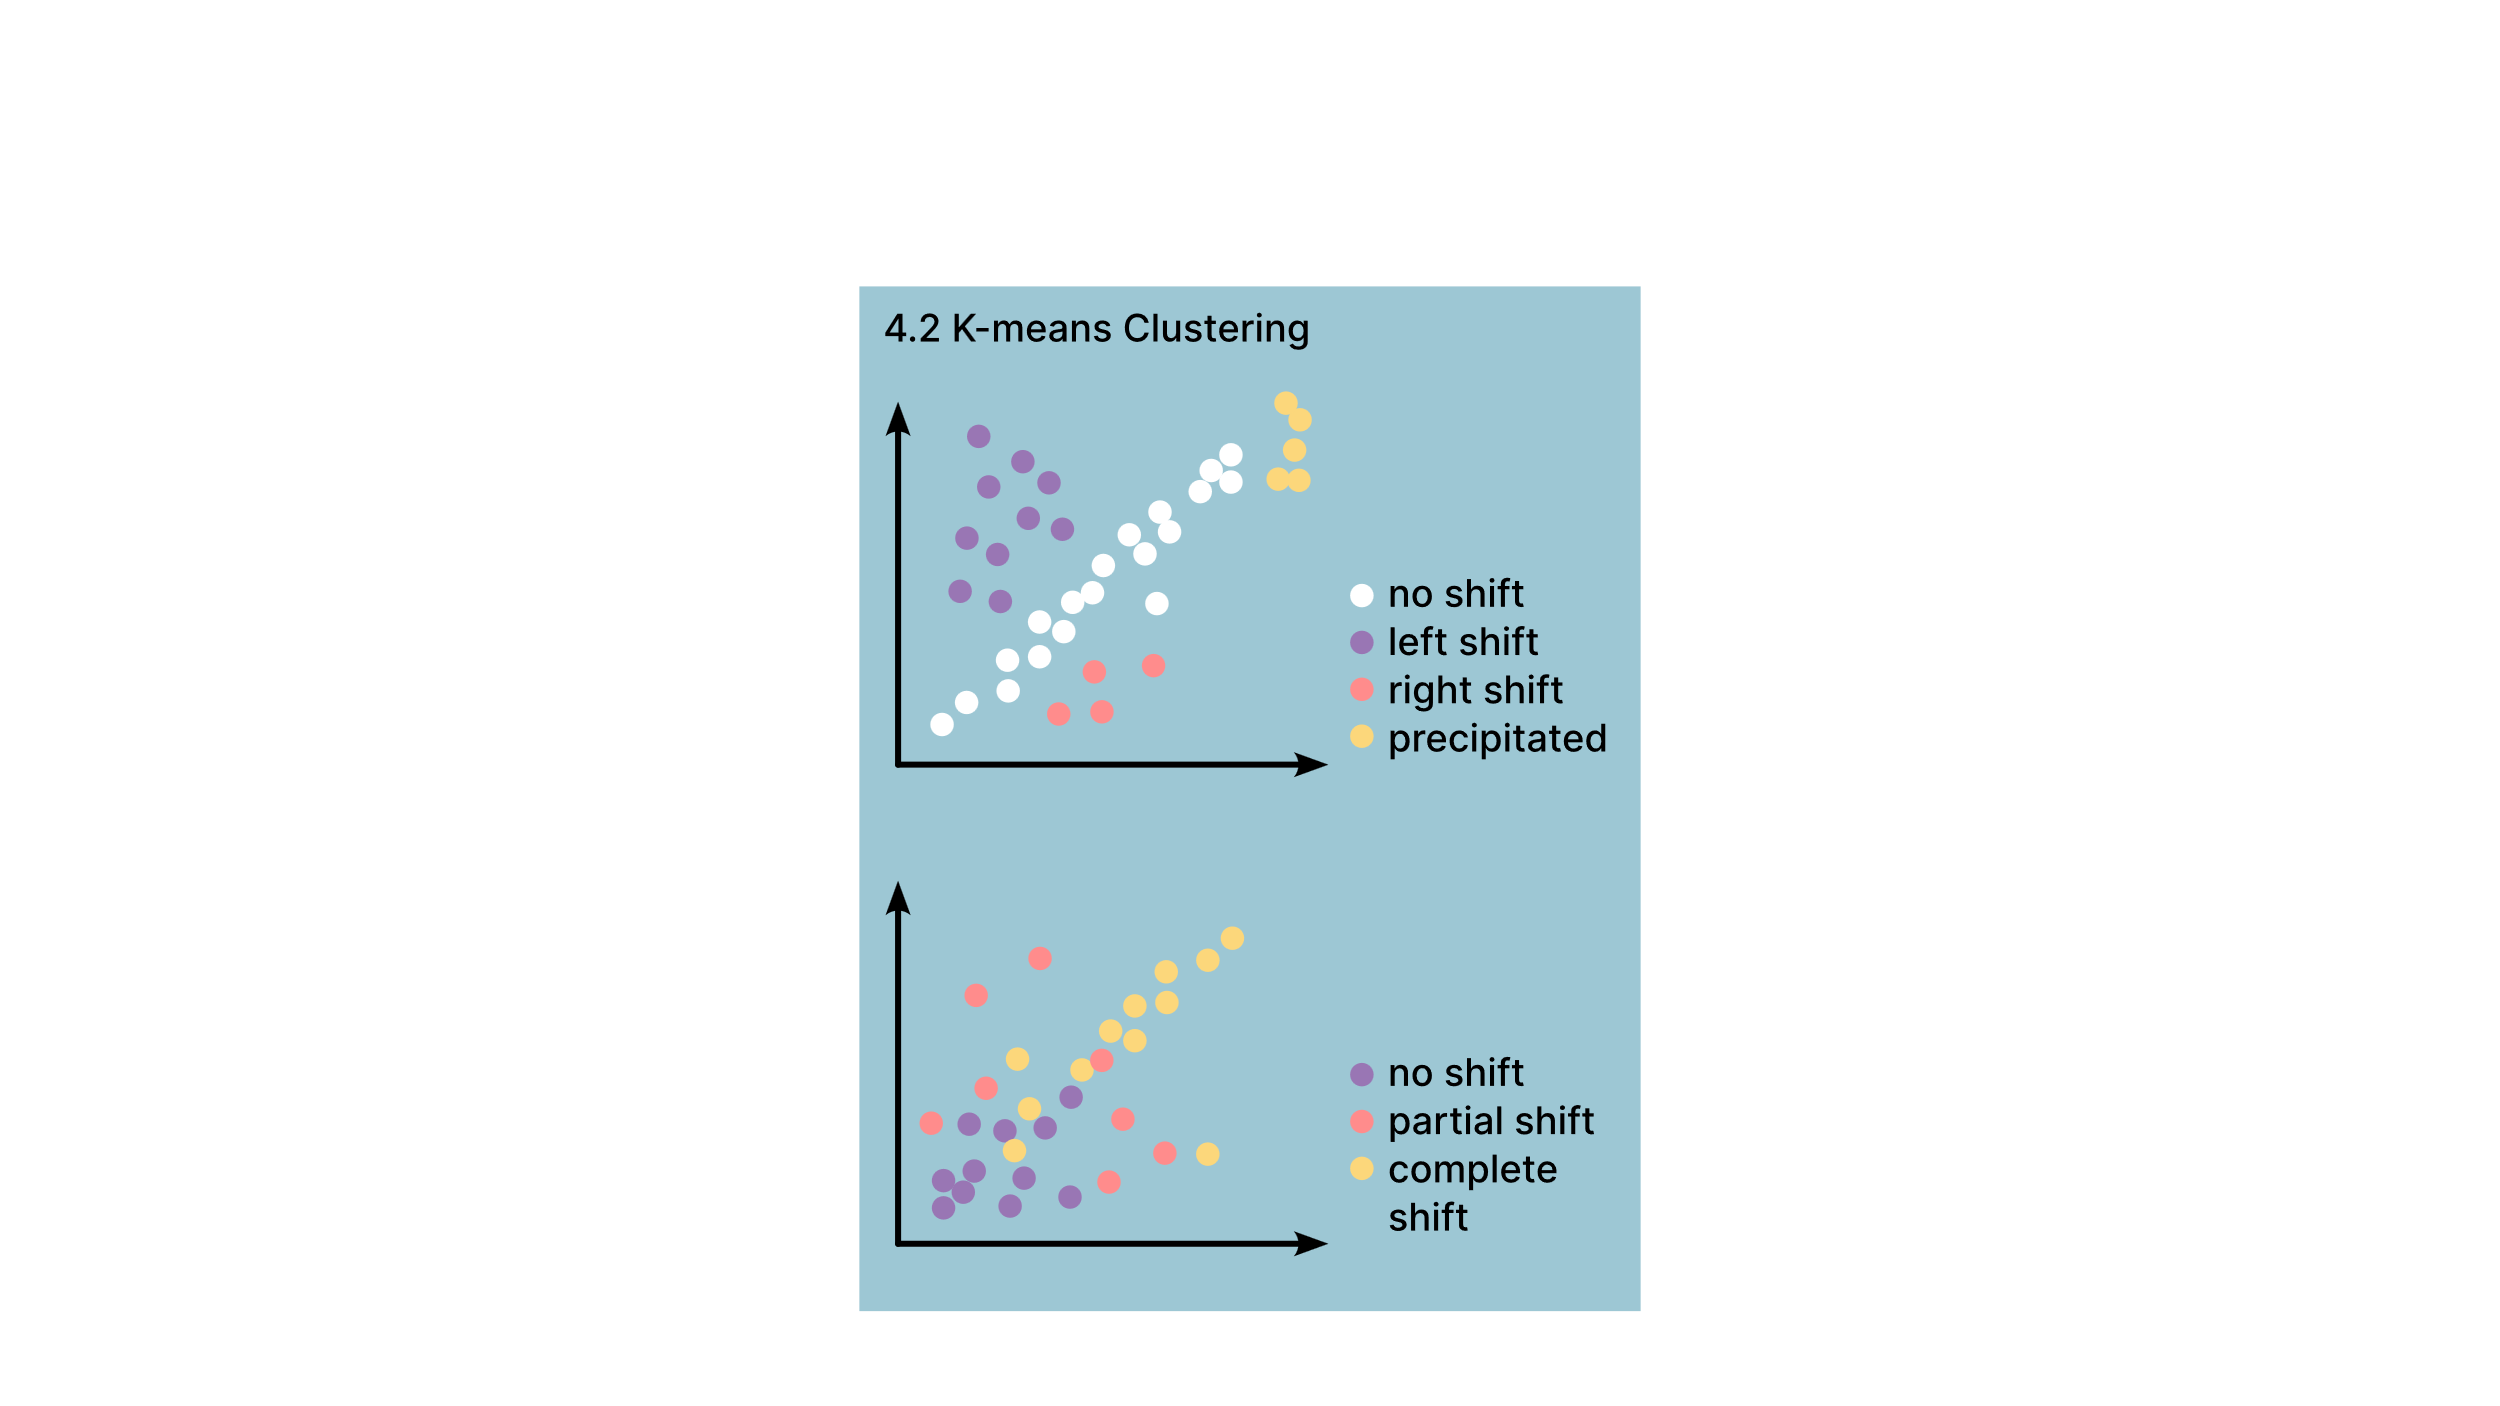 4.2 K-means Clustering
no shift
left shift
right shift
precipitated
no shift
partial shift
complete
shift